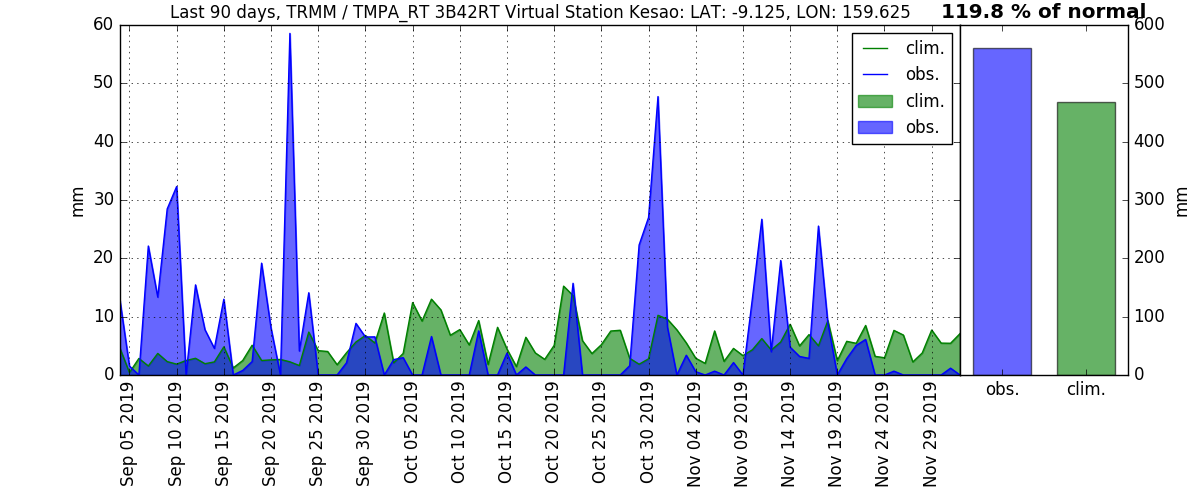 Last 90 days, TRMM / TMPA_RT 3B42RT Virtual Station Kesao: LAT: -9.125, LON: 159.625
119.8 % of normal
60
50
40
30
20
10
0
mm
clim.
obs.
clim.
obs.
600
500
400
300
200
100
0
mm
Sep 05 2019
Sep 10 2019
Sep 15 2019
Sep 20 2019
Sep 25 2019
Sep 30 2019
Oct 05 2019
Oct 10 2019
Oct 15 2019
Oct 20 2019
Oct 25 2019
Oct 30 2019
Nov 04 2019
Nov 09 2019
Nov 14 2019
Nov 19 2019
Nov 24 2019
Nov 29 2019
obs.
clim.